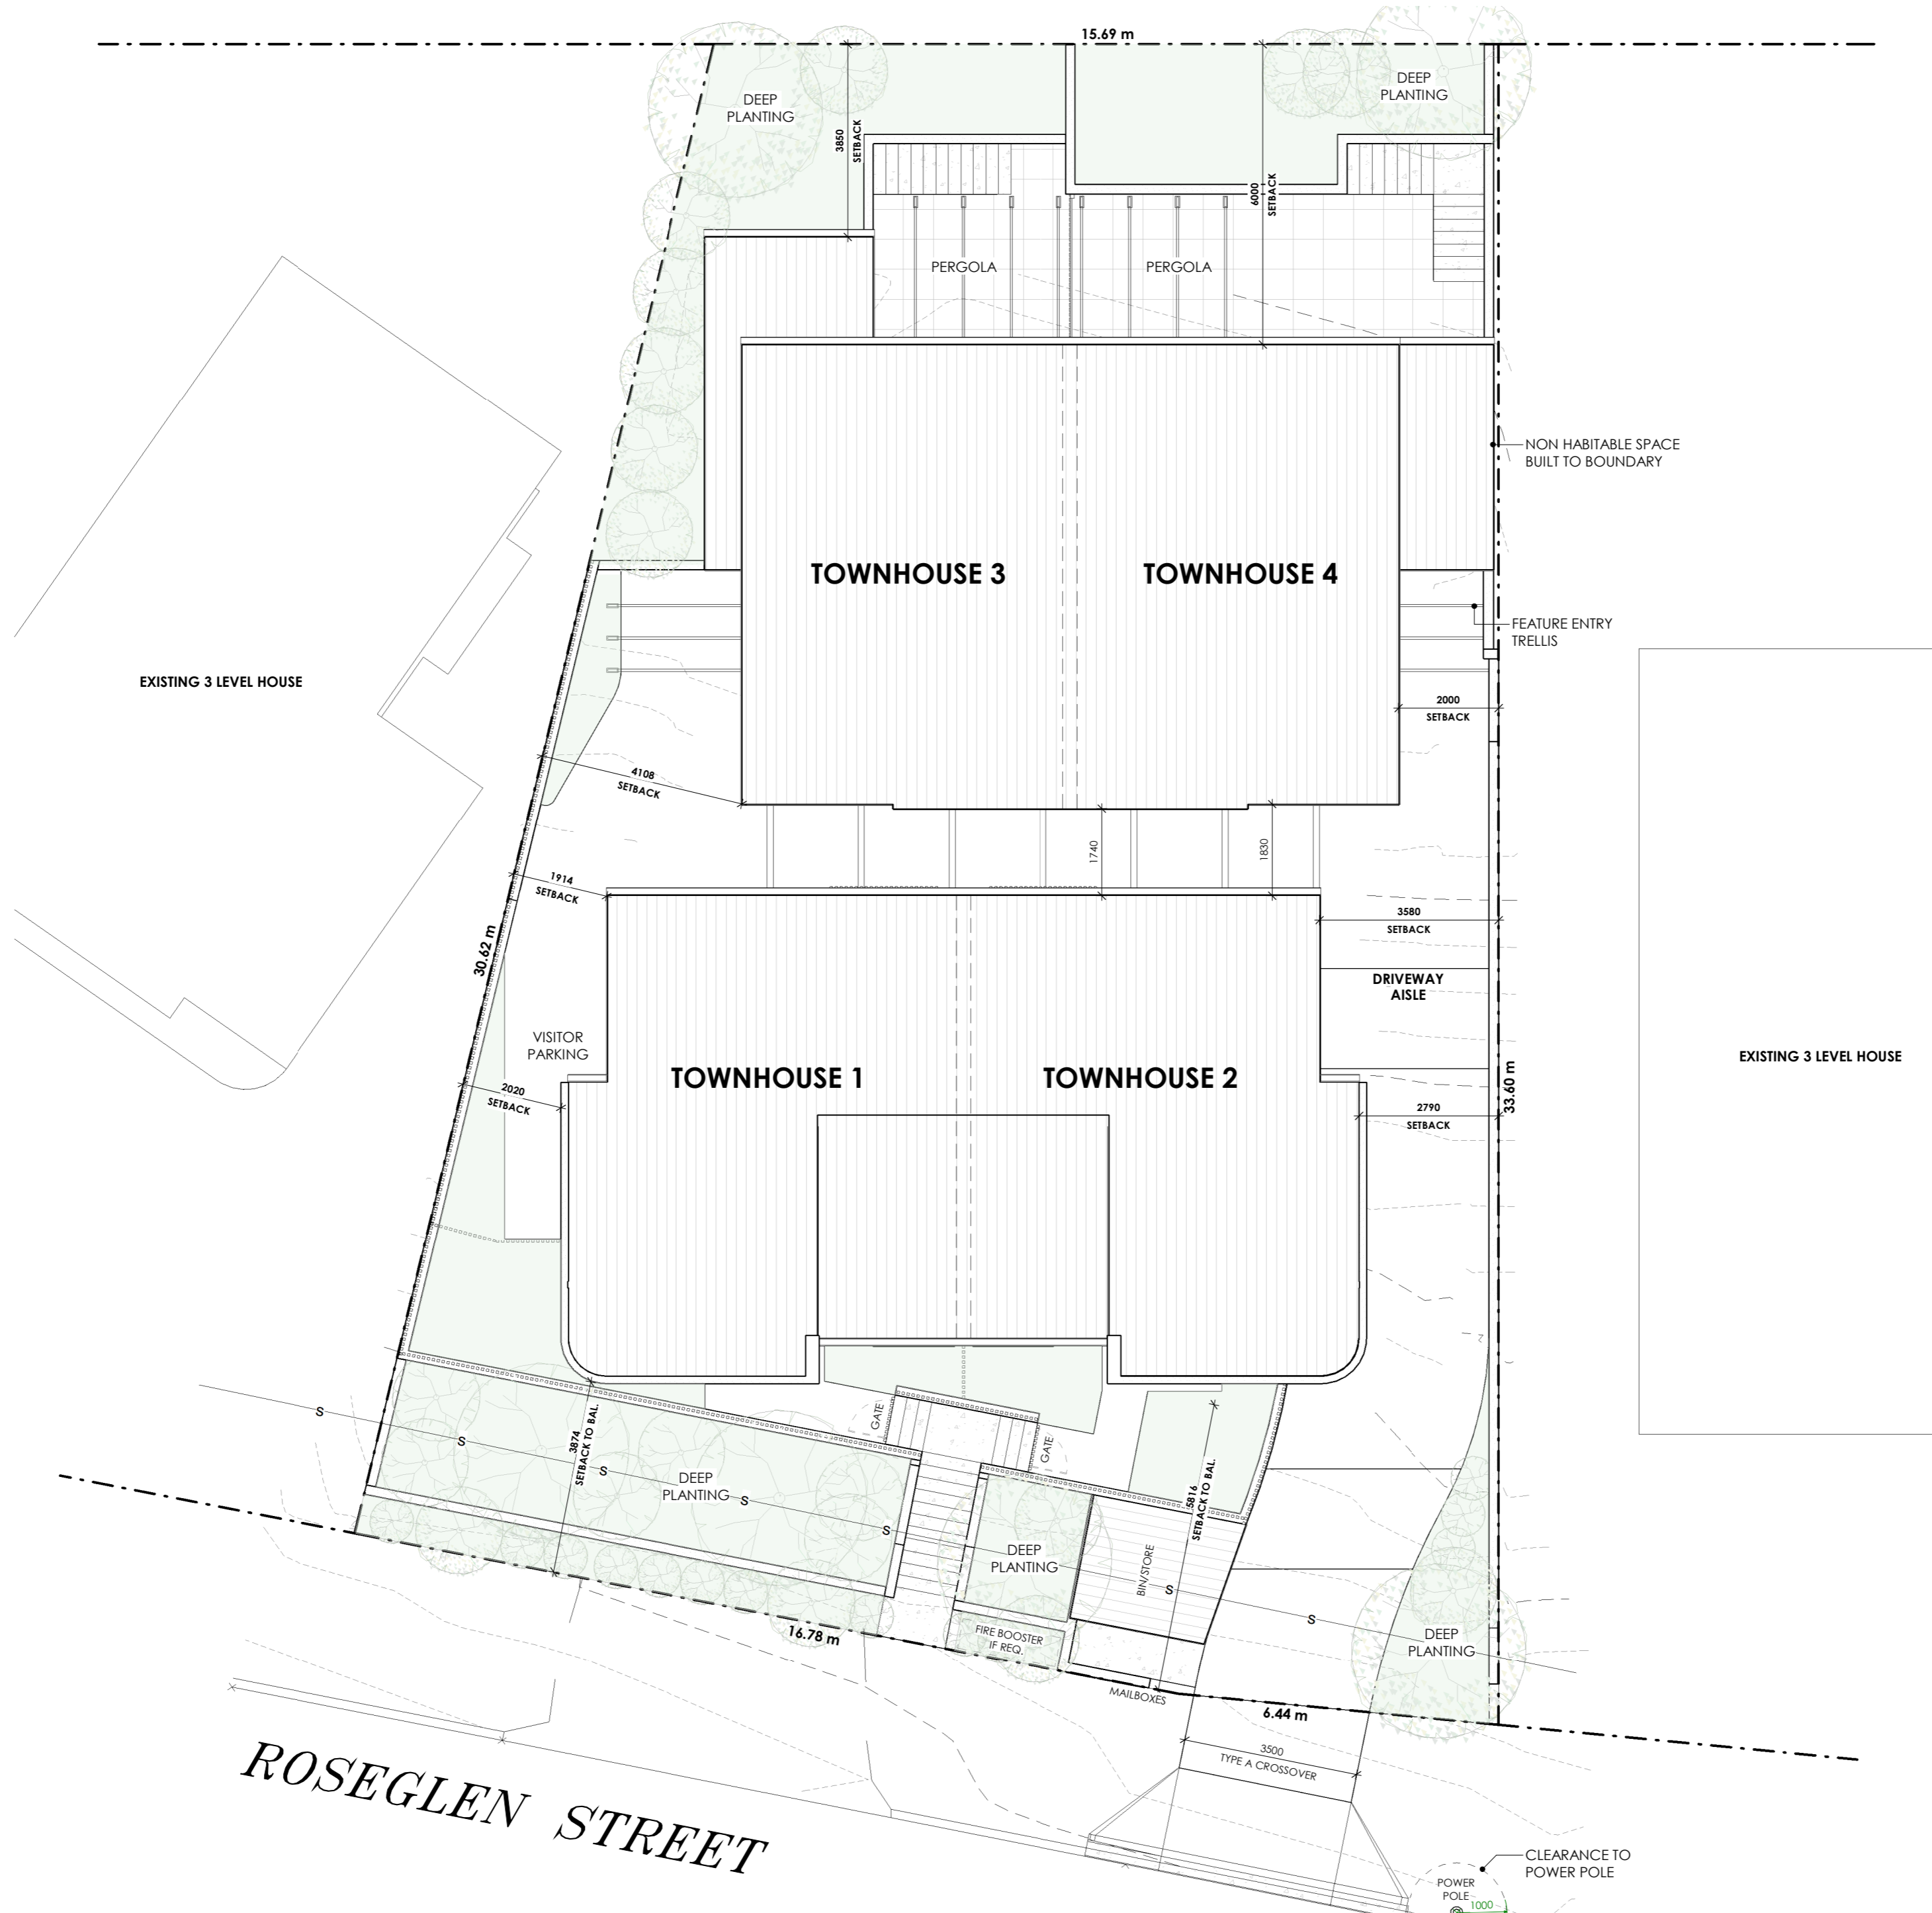 15.69 m
DEEP
PLANTING
DEEP
PLANTING
3850
SETBACK
6000
SETBACK
PERGOLA
PERGOLA
NON HABITABLE SPACE
BUILT TO BOUNDARY
TOWNHOUSE 3
TOWNHOUSE 4
FEATURE ENTRY
TRELLIS
EXISTING 3 LEVEL HOUSE
2000
SETBACK
4108
SETBACK
1740
1830
1914
SETBACK
3580
SETBACK
30.62 m
DRIVEWAY
AISLE
VISITOR
PARKING
EXISTING 3 LEVEL HOUSE
TOWNHOUSE 1
TOWNHOUSE 2
2020
SETBACK
33.60 m
2790
SETBACK
GATE
GATE
3874
SETBACK TO BAL.
S
S
S
S
S
S
S
DEEP
PLANTING
5816
SETBACK TO BAL.
DEEP
PLANTING
BIN/STORE
FIRE BOOSTER
IF REQ.
DEEP
PLANTING
16.78 m
MAILBOXES
6.44 m
3500
TYPE A CROSSOVER
ROSEGLEN STREET
CLEARANCE TO
POWER POLE
POWER
POLE
1000